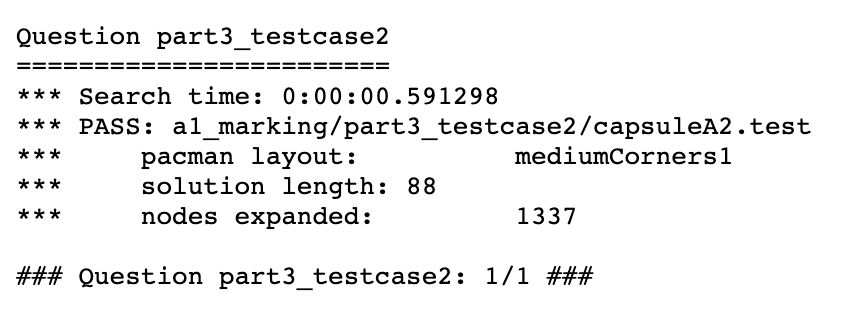 Question part3_testcase2
========================
*** Search time: 0:00:00.591298
*** PASS: a1_marking/part3_testcase2/capsuleA2.test
***     pacman layout:          mediumCorners1
***     solution length: 88
***     nodes expanded:         1337
### Question part3_testcase2: 1/1 ###